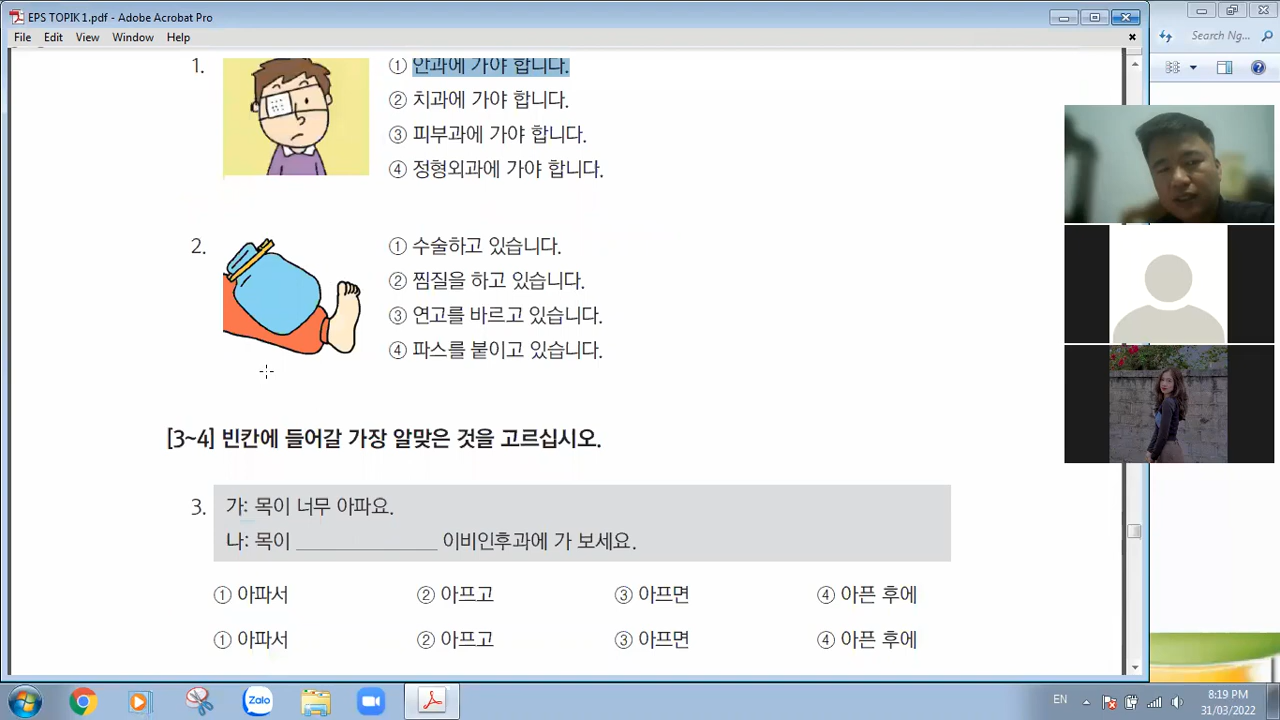 EPS TOPIK 1.pdf - Adobe Acrobat Pro
File Edit View Window Help
Search Ng...
1.
① 안과에 가야 합니다.
② 치과에 가야 합니다.
③ 피부과에 가야 합니다.
④ 정형외과에 가야 합니다.
2.
① 수술하고 있습니다.
② 찜질을 하고 있습니다.
③ 연고를 바르고 있습니다.
④ 파스를 붙이고 있습니다.
[3~4] 빈칸에 들어갈 가장 알맞은 것을 고르십시오.
3. 가: 목이 너무 아파요.
나: 목이 ______________ 이비인후과에 가 보세요.
① 아파서 ② 아프고 ③ 아프면 ④ 아픈 후에
① 아파서 ② 아프고 ③ 아프면 ④ 아픈 후에
Zalo
EN
8:19 PM
31/03/2022